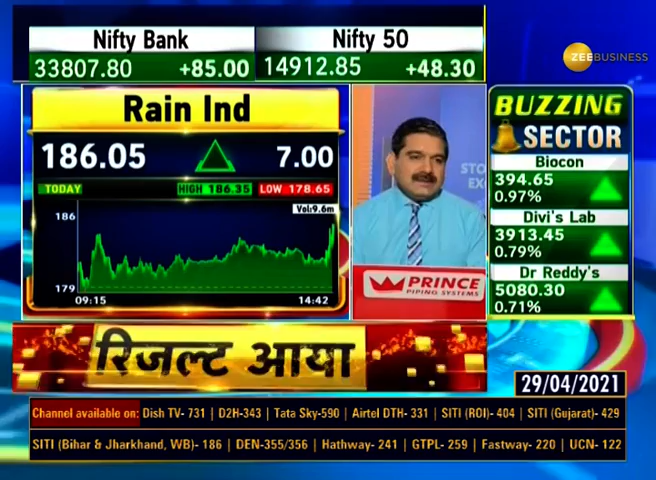 Nifty Bank
33807.80 +85.00
Nifty 50
14912.85 +48.30
ZEEBUSINESS
Rain Ind
186.05 7.00
TODAY HIGH 186.35 LOW 178.65
Vol:9.6m
186
179
09:15 14:42
STO
EX
PRINCE
PIPING SYSTEMS
BUZZING
SECTOR
Biocon
394.65
0.97%
Divi's Lab
3913.45
0.79%
Dr Reddy's
5080.30
0.71%
रिजल्ट आया
29/04/2021
Channel available on: Dish TV- 731 | D2H-343 | Tata Sky-590 | Airtel DTH- 331 | SITI (ROI)- 404 | SITI (Gujarat)- 429
SITI (Bihar & Jharkhand, WB)- 186 | DEN-355/356 | Hathway- 241 | GTPL- 259 | Fastway- 220 | UCN- 122